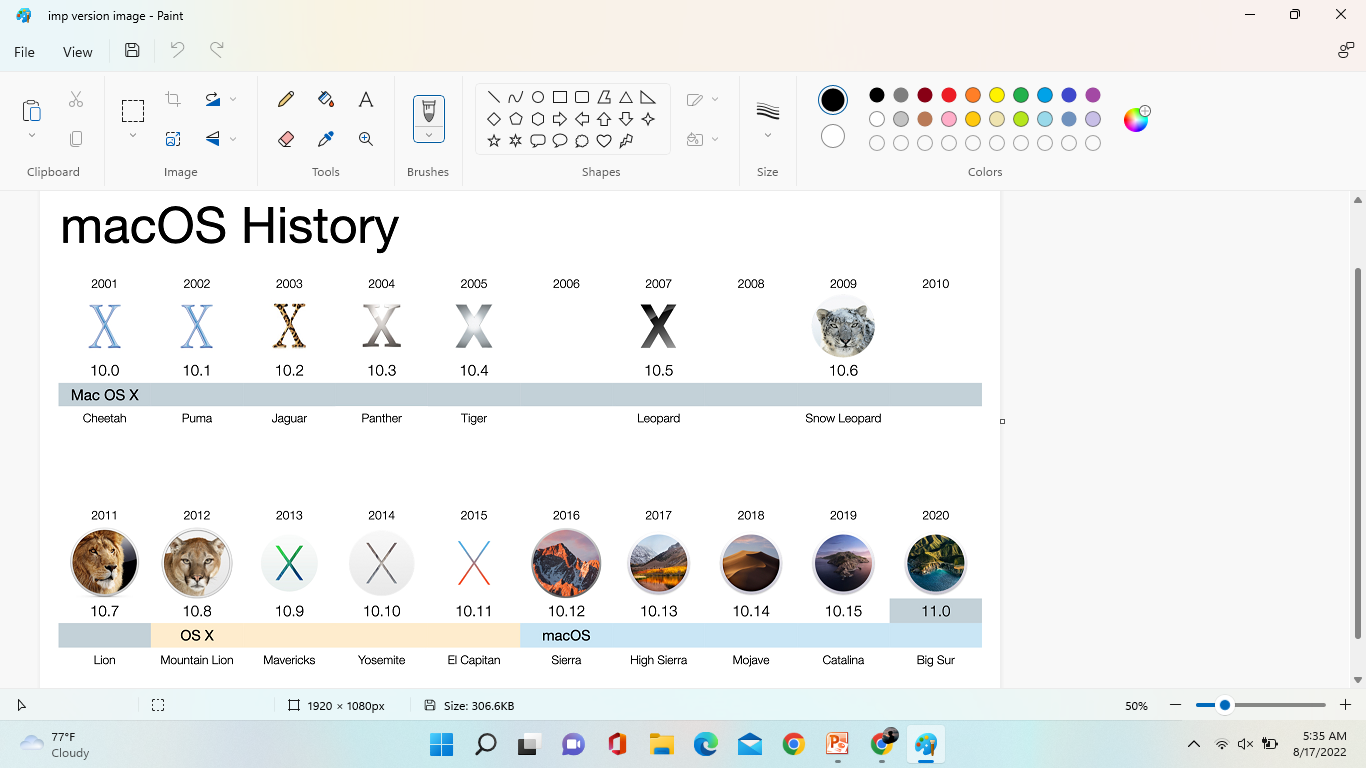 imp version image - Paint
File View
Clipboard Image Tools Brushes Shapes Size Colors
macOS History
2001 2002 2003 2004 2005 2006 2007 2008 2009 2010
X X X X X X
10.0 10.1 10.2 10.3 10.4 10.5 10.6
Mac OS X
Cheetah Puma Jaguar Panther Tiger Leopard Snow Leopard
2011 2012 2013 2014 2015 2016 2017 2018 2019 2020
X X X
10.7 10.8 10.9 10.10 10.11 10.12 10.13 10.14 10.15 11.0
OS X macOS
Lion Mountain Lion Mavericks Yosemite El Capitan Sierra High Sierra Mojave Catalina Big Sur
1920 × 1080px Size: 306.6KB 50%
77°F
Cloudy
5:35 AM
8/17/2022